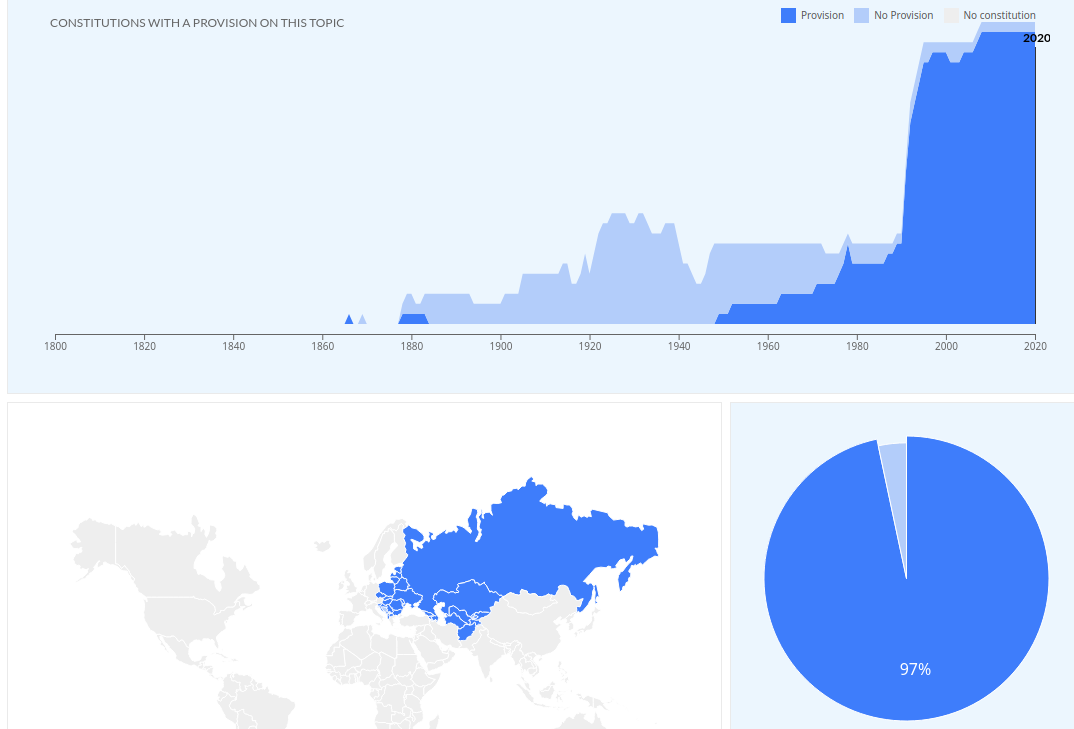 CONSTITUTIONS WITH A PROVISION ON THIS TOPIC
Provision No Provision No constitution
2020
1800 1820 1840 1860 1880 1900 1920 1940 1960 1980 2000 2020
97%